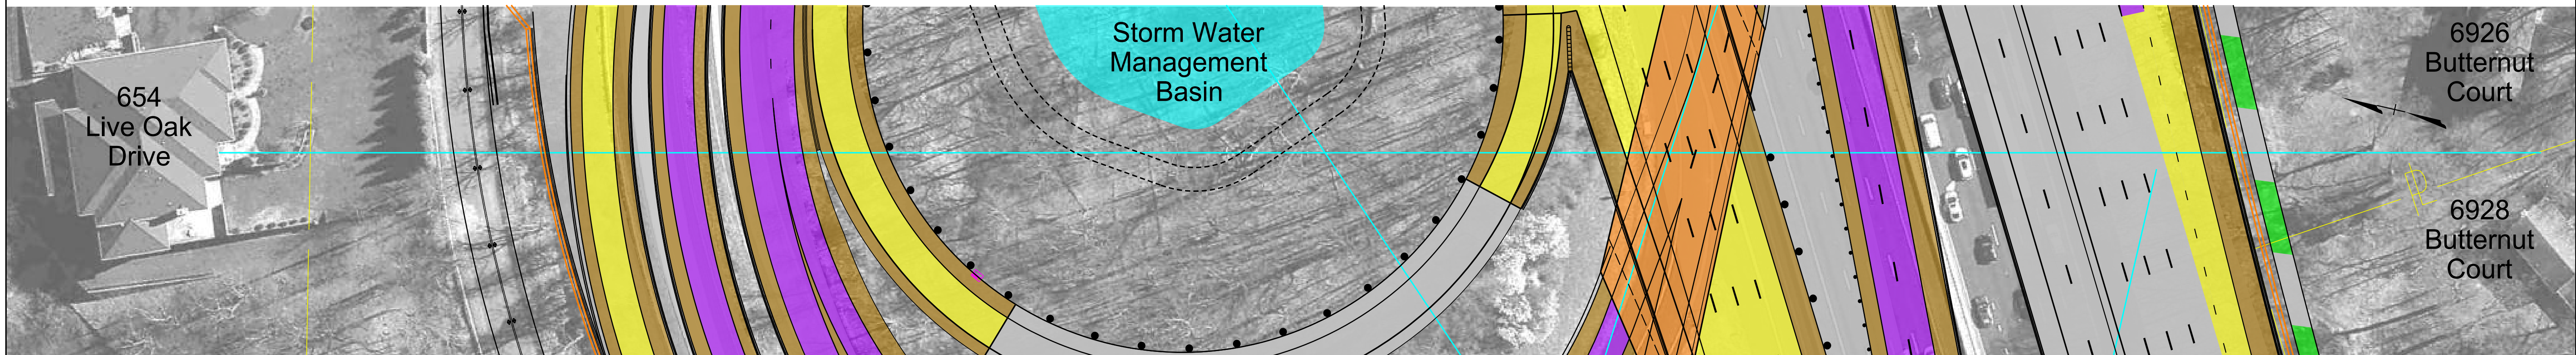 654
Live Oak
Drive
Storm Water
Management
Basin
6926
Butternut
Court
6928
Butternut
Court